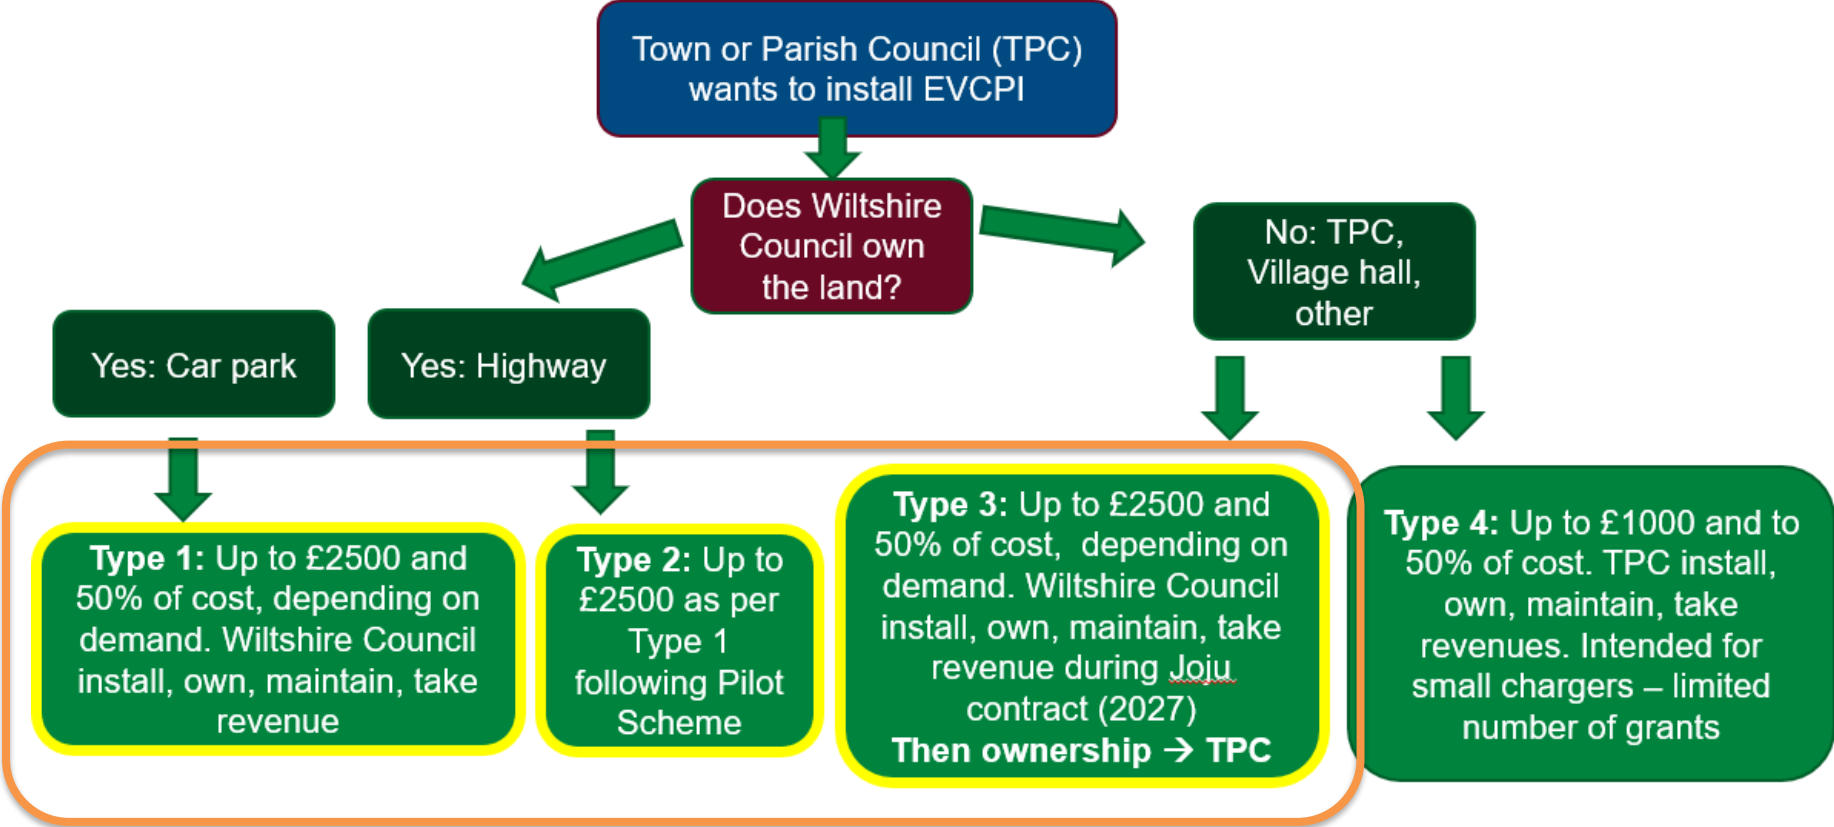 Town or Parish Council (TPC)
wants to install EVCPI
Does Wiltshire
Council own
the land?
No: TPC,
Village hall,
other
Yes: Car park
Yes: Highway
Type 1: Up to £2500 and
50% of cost, depending on
demand. Wiltshire Council
install, own, maintain, take
revenue
Type 2: Up to
£2500 as per
Type 1
following Pilot
Scheme
Type 3: Up to £2500 and
50% of cost, depending on
demand. Wiltshire Council
install, own, maintain, take
revenue during Joju
contract (2027)
Then ownership → TPC
Type 4: Up to £1000 and to
50% of cost. TPC install,
own, maintain, take
revenues. Intended for
small chargers – limited
number of grants